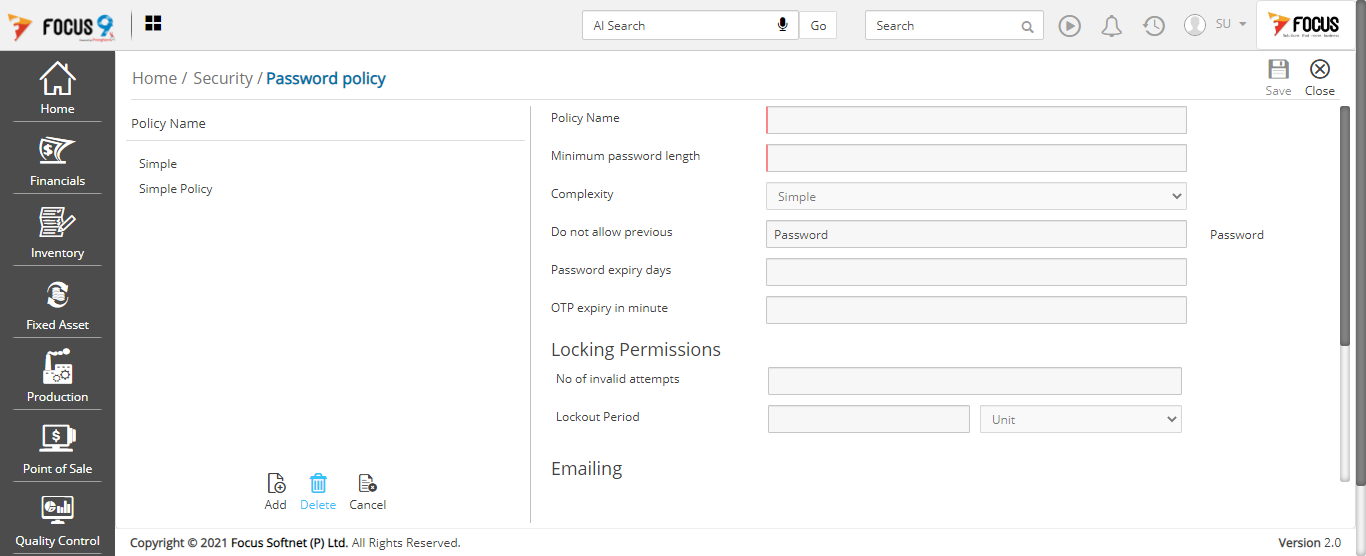 FOCUS 9
AI Search
Go
Search
SU
FOCUS
Home / Security / Password policy
Save
Close
Home
Financials
Inventory
Fixed Asset
Production
Point of Sale
Quality Control
Policy Name
Simple
Simple Policy
Add
Delete
Cancel
Policy Name
Minimum password length
Complexity
Simple
Do not allow previous
Password
Password
Password expiry days
OTP expiry in minute
Locking Permissions
No of invalid attempts
Lockout Period
Unit
Emailing
Copyright © 2021 Focus Softnet (P) Ltd. All Rights Reserved.
Version 2.0